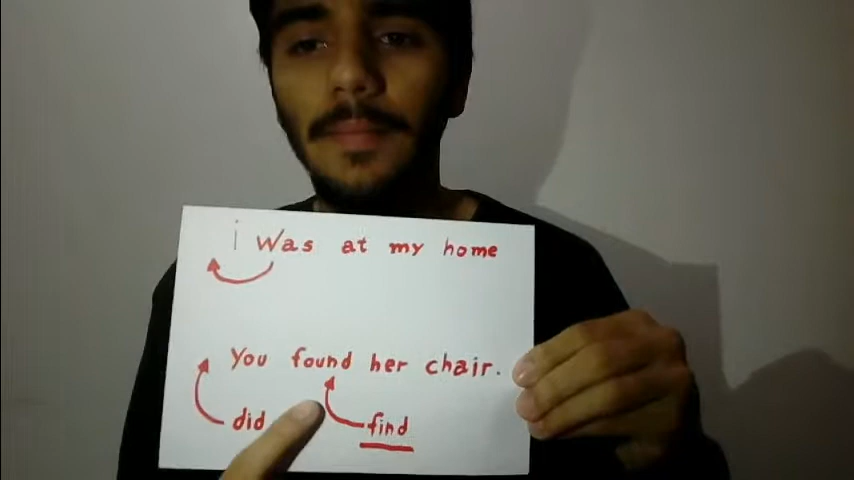 i was at my home
you found her chair.
did find